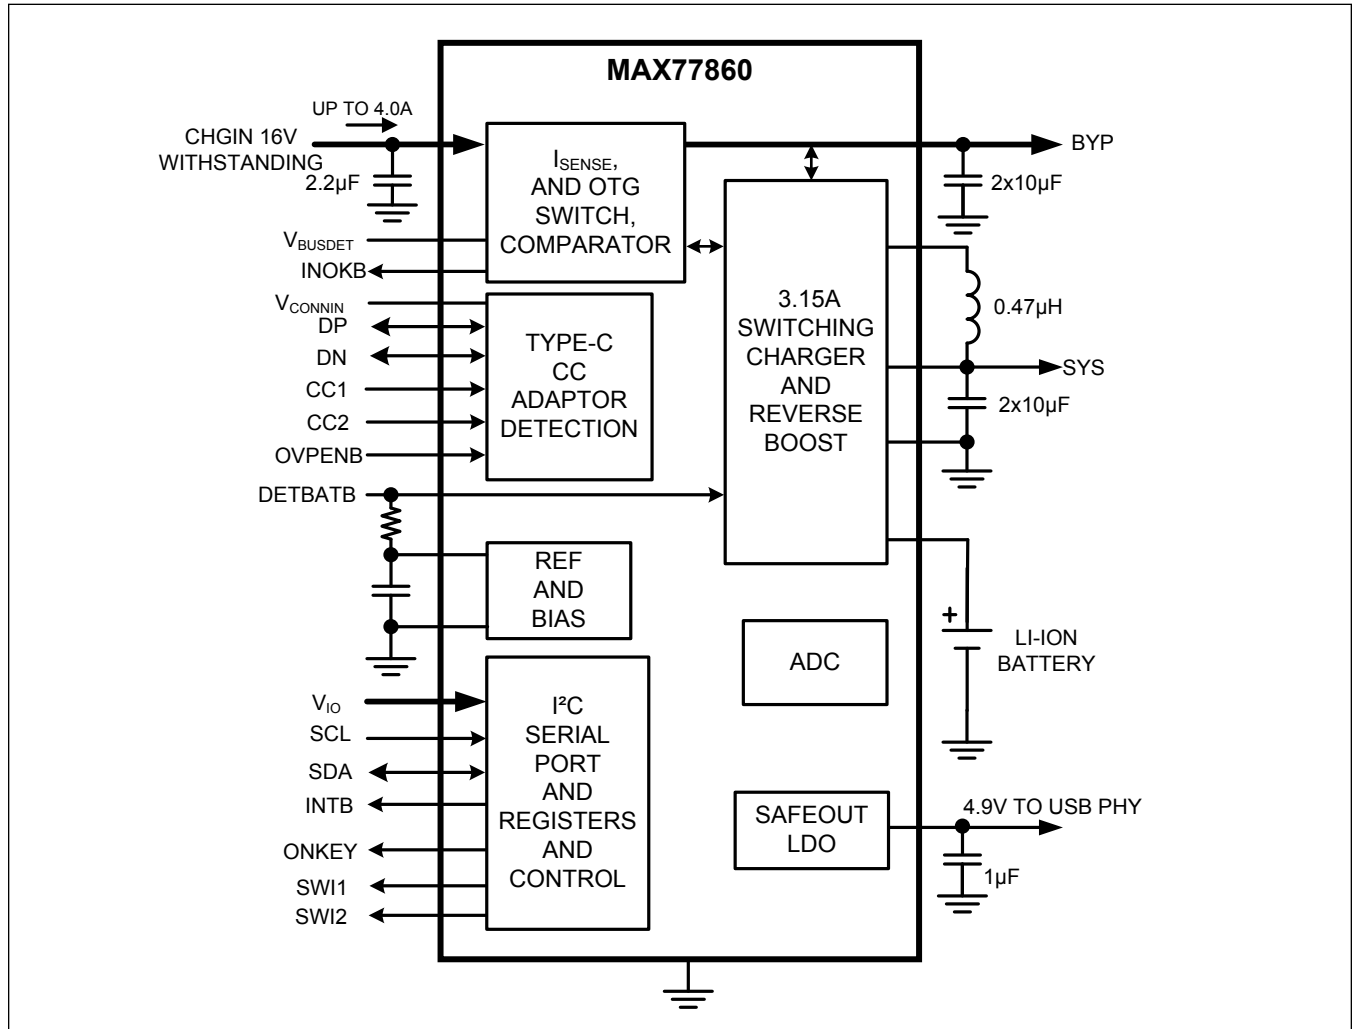 MAX77860
UP TO 4.0A
CHGIN 16V
WITHSTANDING
2.2µF
VBUSDET
INOKB
VCONNIN
DP
DN
CC1
CC2
OVPENB
DETBATB
VIO
SCL
SDA
INTB
ONKEY
SWI1
SWI2
ISENSE,
AND OTG
SWITCH,
COMPARATOR
TYPE-C
CC
ADAPTOR
DETECTION
REF
AND
BIAS
I²C
SERIAL
PORT
AND
REGISTERS
AND
CONTROL
3.15A
SWITCHING
CHARGER
AND
REVERSE
BOOST
ADC
SAFEOUT
LDO
BYP
2x10µF
0.47µH
SYS
2x10µF
+
LI-ION
BATTERY
4.9V TO USB PHY
1µF